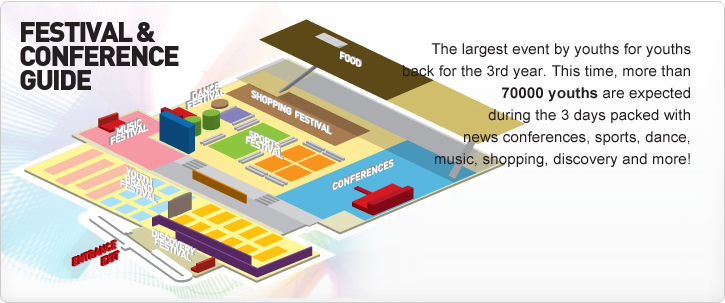 FESTIVAL &
CONFERENCE
GUIDE
The largest event by youths for youths
back for the 3rd year. This time, more than
70000 youths are expected
during the 3 days packed with
news conferences, sports, dance,
music, shopping, discovery and more!
FOOD
DANCE
FESTIVAL
SHOPPING FESTIVAL
MUSIC
FESTIVAL
SPORTS
FESTIVAL
CONFERENCES
YOUTH
BRAND
FESTIVAL
DISCOVERY
FESTIVAL
ENTRANCE
EXIT